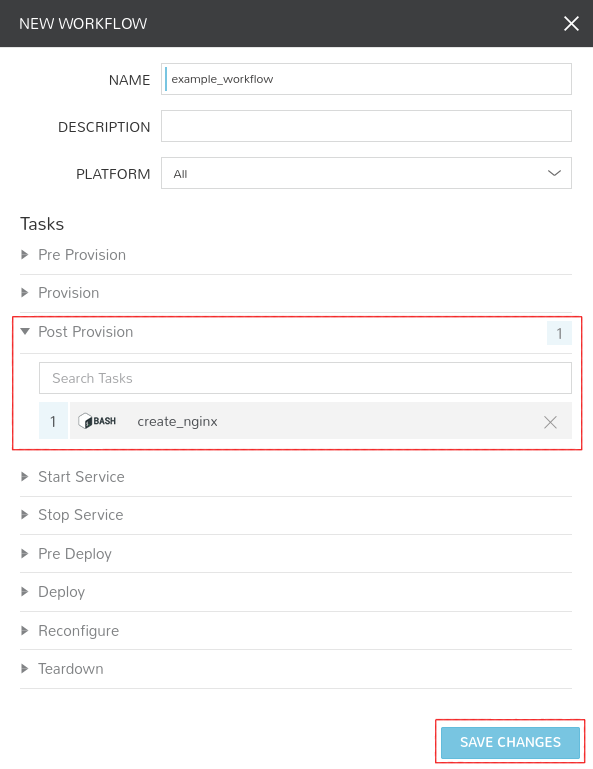 NEW WORKFLOW
NAME example_workflow
DESCRIPTION
PLATFORM All
Tasks
Pre Provision
Provision
Post Provision 1
Search Tasks
1 BASH create_nginx
Start Service
Stop Service
Pre Deploy
Deploy
Reconfigure
Teardown
SAVE CHANGES